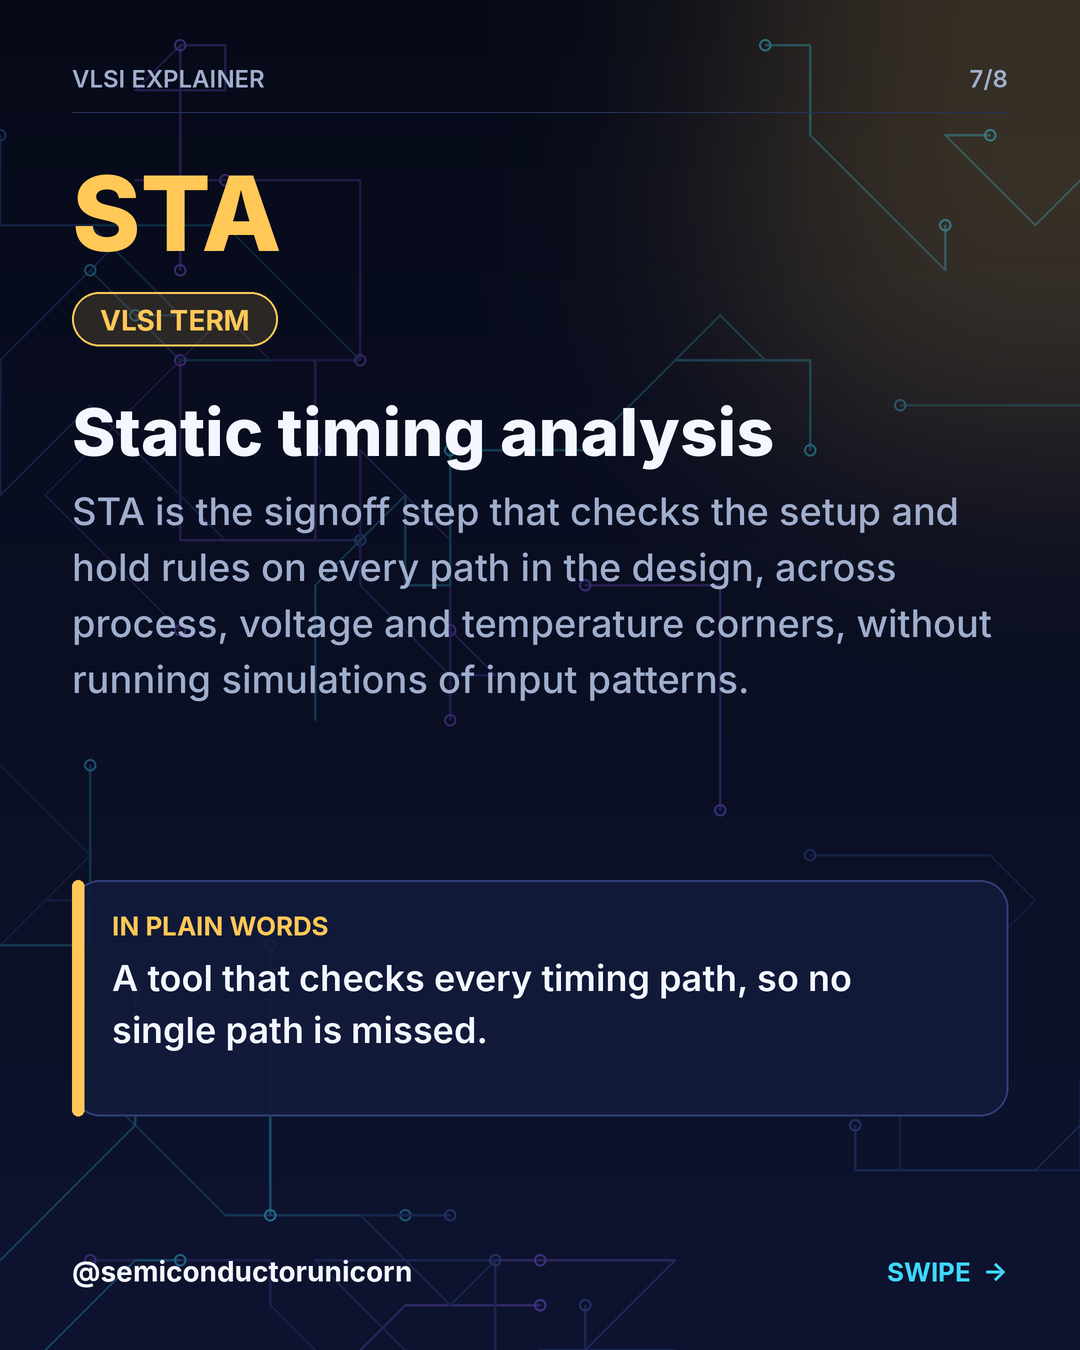 VLSI EXPLAINER
7/8
STA
VLSI TERM
Static timing analysis
STA is the signoff step that checks the setup and
hold rules on every path in the design, across
process, voltage and temperature corners, without
running simulations of input patterns.
IN PLAIN WORDS
A tool that checks every timing path, so no
single path is missed.
@semiconductorunicorn
SWIPE →